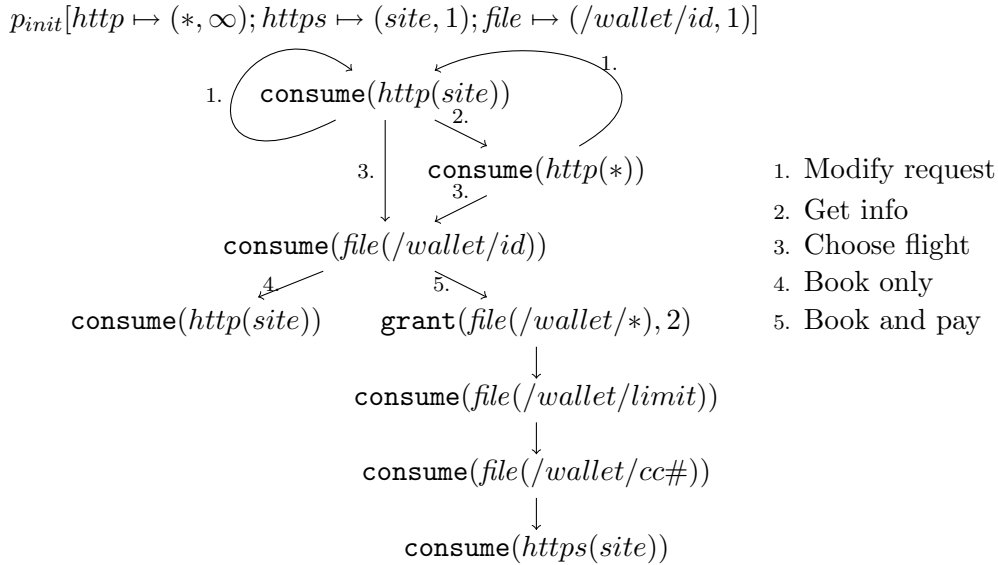 p_init[http ↦ (*, ∞); https ↦ (site, 1); file ↦ (/wallet/id, 1)]
1.
1. consume(http(site))
2.
3. consume(http(*)) 1. Modify request
3.
2. Get info
consume(file(/wallet/id)) 3. Choose flight
4. 5. 4. Book only
consume(http(site)) grant(file(/wallet/*), 2) 5. Book and pay
consume(file(/wallet/limit))
consume(file(/wallet/cc#))
consume(https(site))